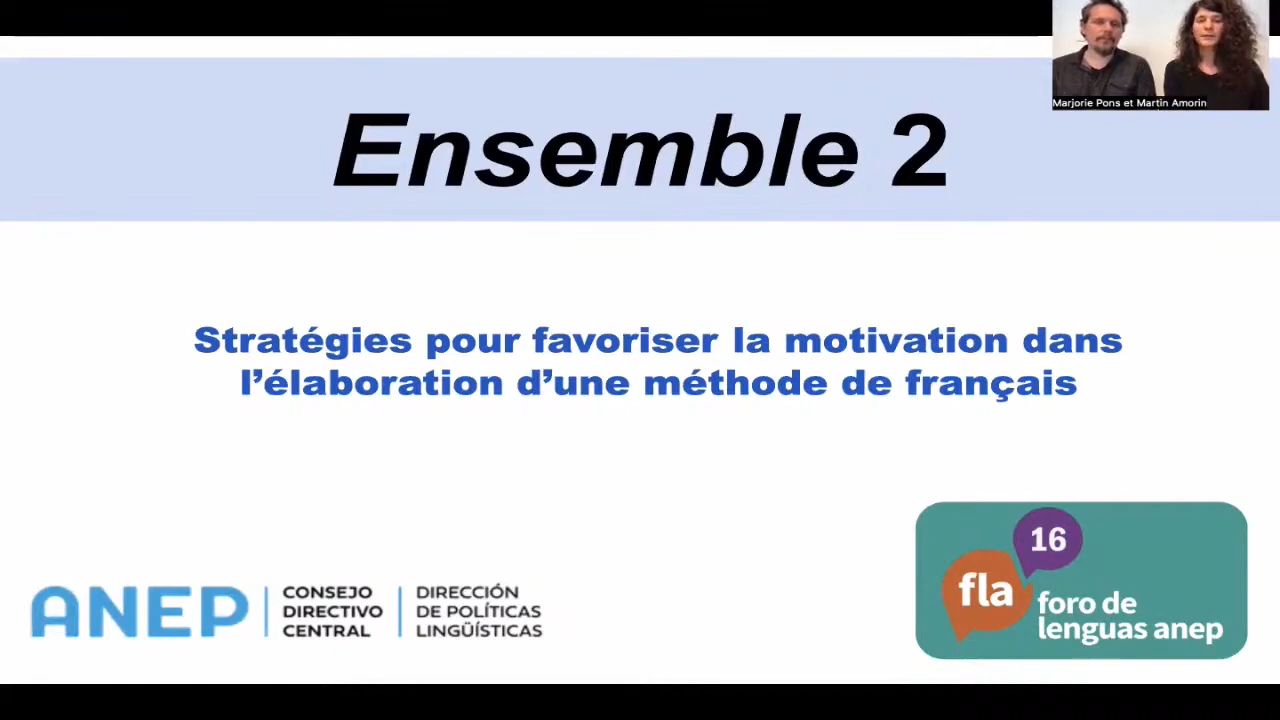 Marjorie Pons et Martin Amorin
Ensemble 2
Stratégies pour favoriser la motivation dans
l’élaboration d’une méthode de français
ANEP
CONSEJO
DIRECTIVO
CENTRAL
DIRECCIÓN
DE POLÍTICAS
LINGÜÍSTICAS
16
fla
foro de
lenguas anep